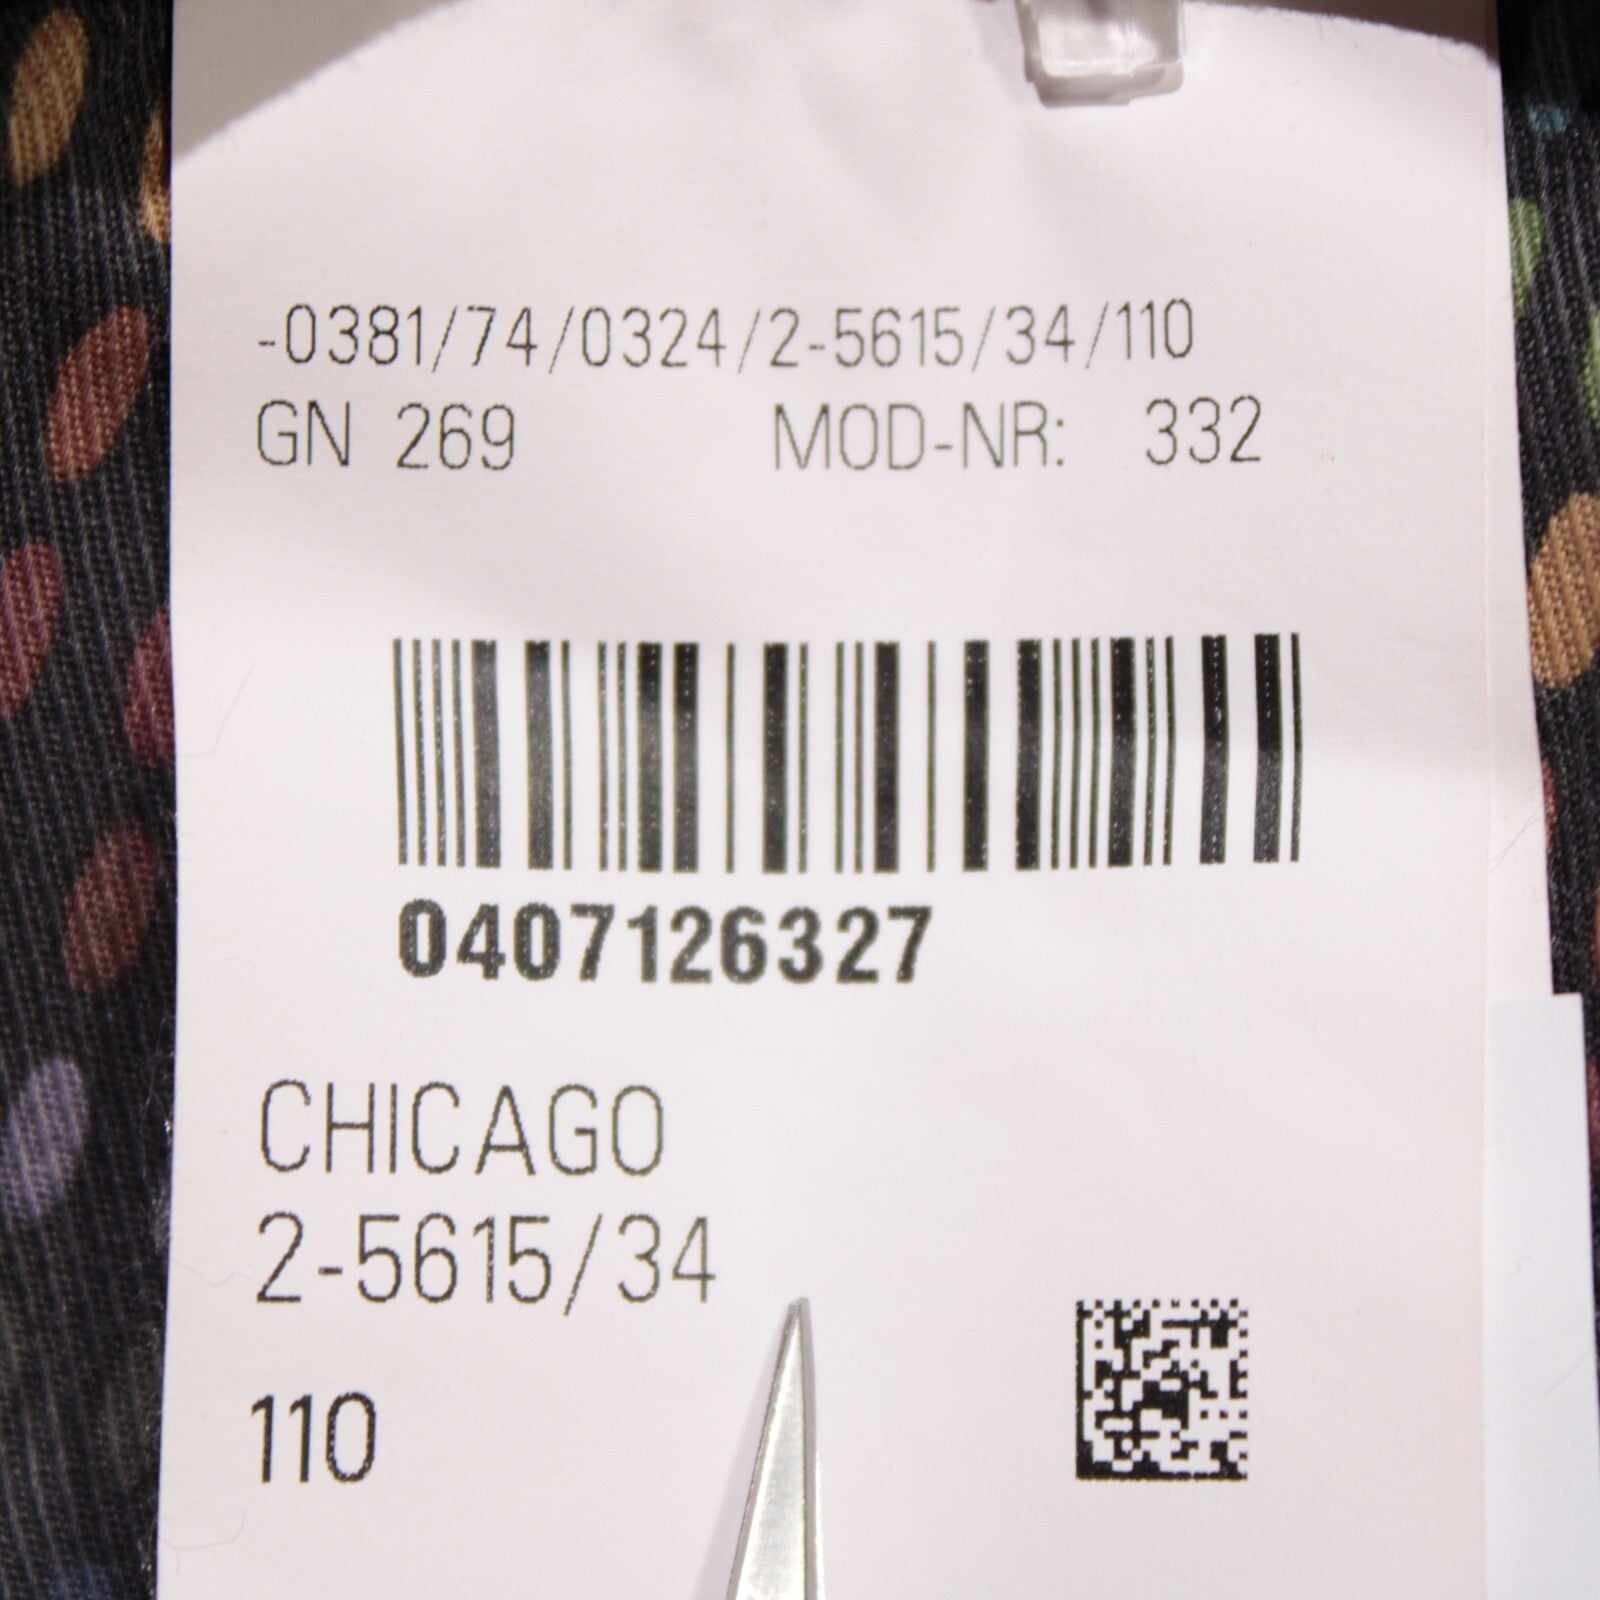 -0381/74/0324/2-5615/34/110
GN 269 MOD-NR: 332
0407126327
CHICAGO
2-5615/34
110